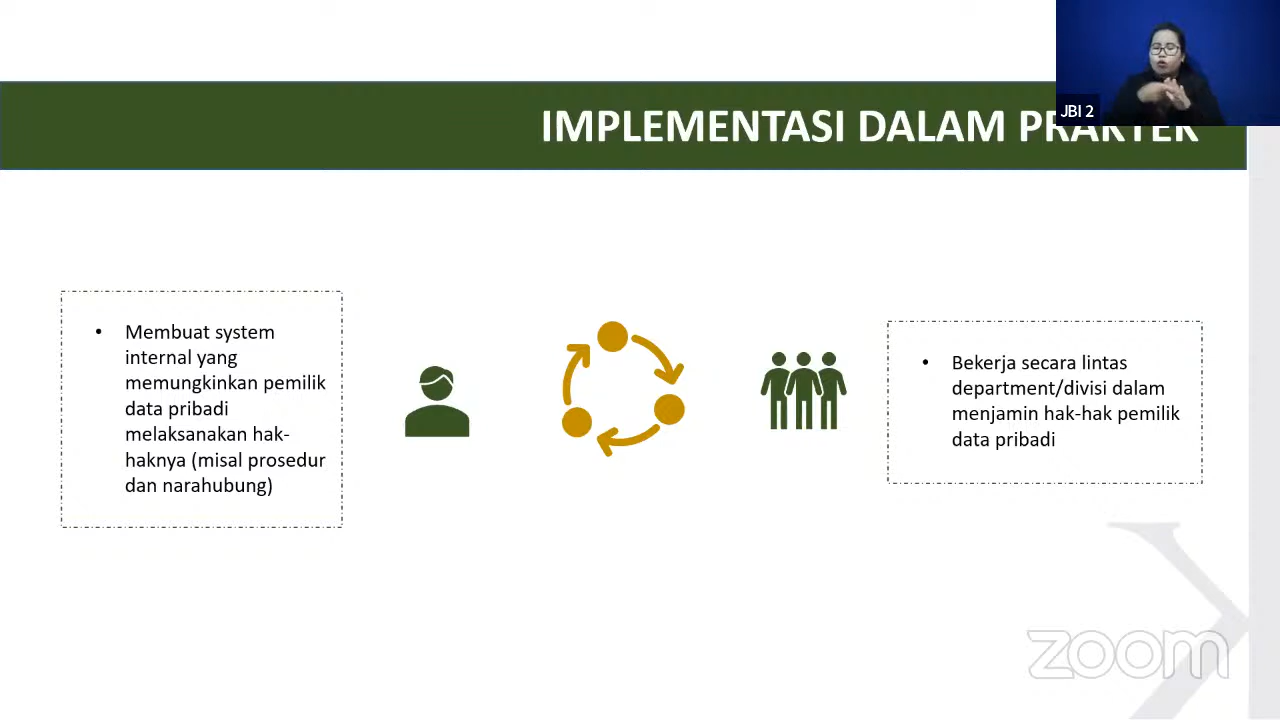 JBI 2
IMPLEMENTASI DALAM PRAKTEK
• Membuat system
internal yang
memungkinkan pemilik
data pribadi
melaksanakan hak-
haknya (misal prosedur
dan narahubung)
• Bekerja secara lintas
department/divisi dalam
menjamin hak-hak pemilik
data pribadi
zoom